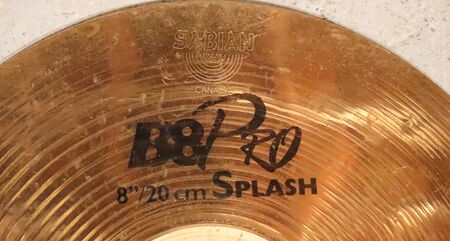 SABIAN
CANADA
B8 PRO
8"/20 cm SPLASH